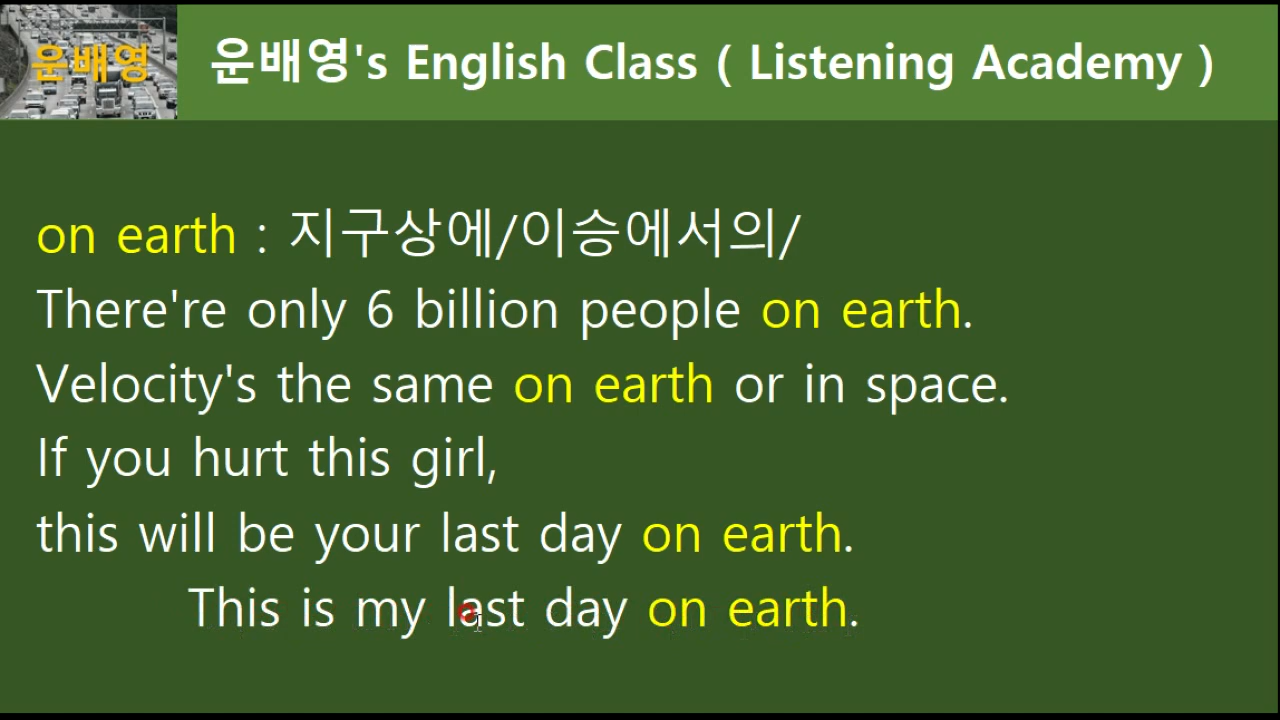 운배영
운배영's English Class ( Listening Academy )
on earth : 지구상에/이승에서의/
There're only 6 billion people on earth.
Velocity's the same on earth or in space.
If you hurt this girl,
this will be your last day on earth.
This is my last day on earth.